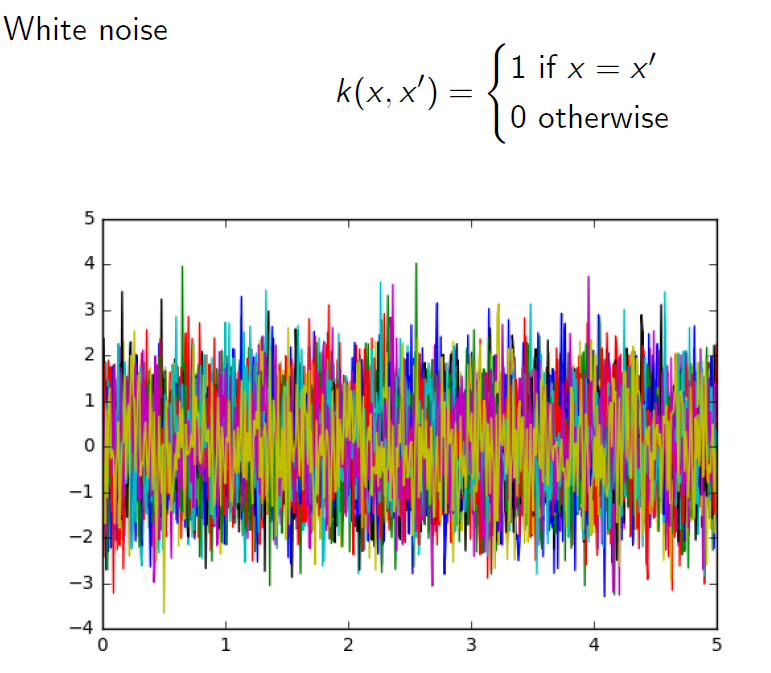 White noise
k(x, x′) = { 1 if x = x′
0 otherwise
5
4
3
2
1
0
−1
−2
−3
−4
0 1 2 3 4 5